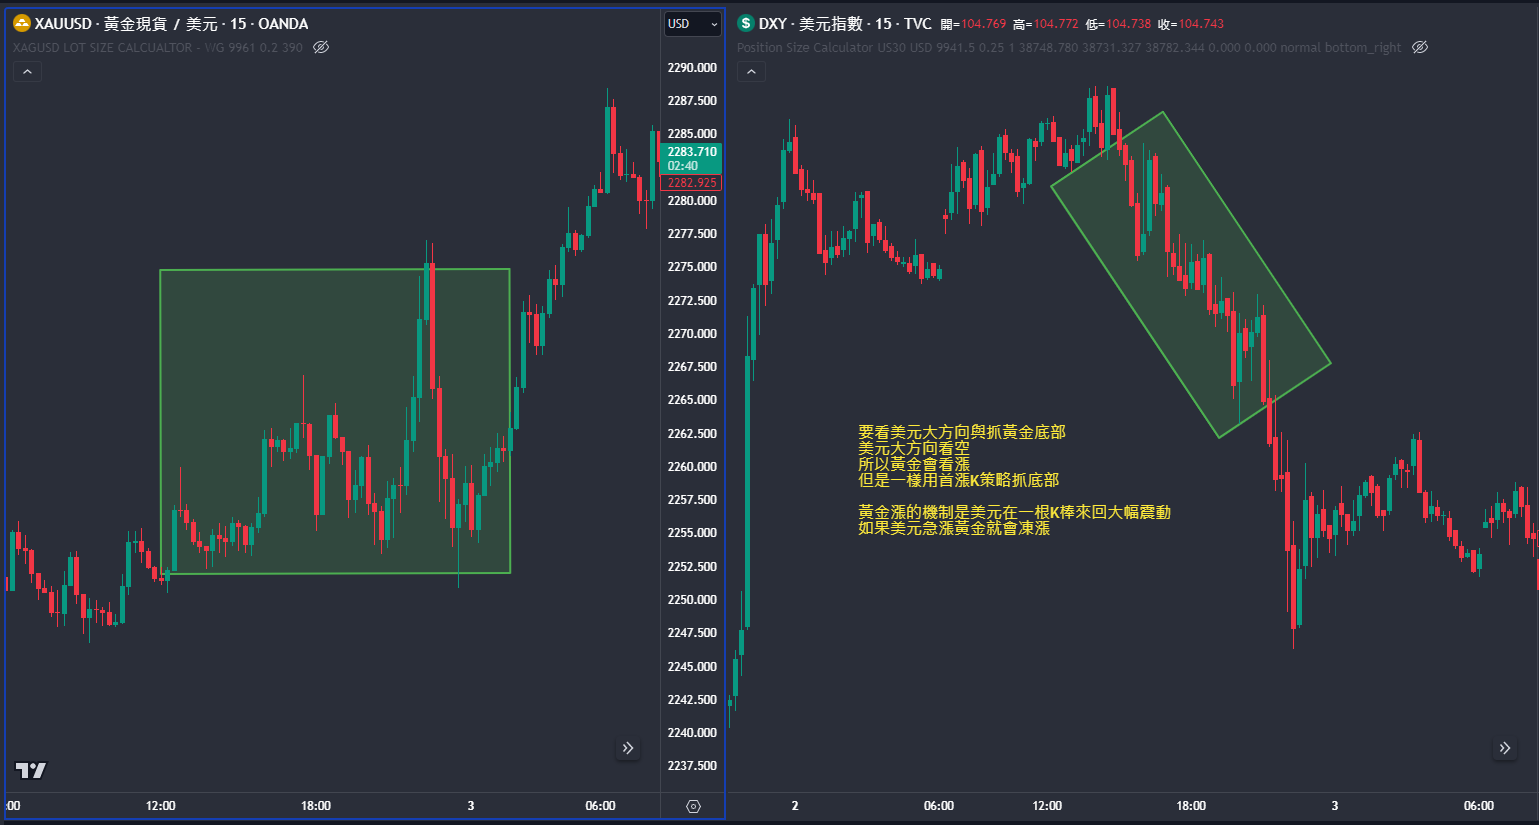 XAUUSD · 黃金現貨 / 美元 · 15 · OANDA
XAGUSD LOT SIZE CALCUALTOR - WG 9961 0.2 390
USD
2290.000
2287.500
2285.000
2283.710
02:40
2282.925
2280.000
2277.500
2275.000
2272.500
2270.000
2267.500
2265.000
2262.500
2260.000
2257.500
2255.000
2252.500
2250.000
2247.500
2245.000
2242.500
2240.000
2237.500
:00 12:00 18:00 3 06:00
DXY · 美元指數 · 15 · TVC 開=104.769 高=104.772 低=104.738 收=104.743
Position Size Calculator US30 USD 9941.5 0.25 1 38748.780 38731.327 38782.344 0.000 0.000 normal bottom_right
要看美元大方向與抓黃金底部
美元大方向看空
所以黃金會看漲
但是一樣用首漲K策略抓底部
黃金漲的機制是美元在一根K棒來回大幅震動
如果美元急漲黃金就會凍漲
2 06:00 12:00 18:00 3 06:00